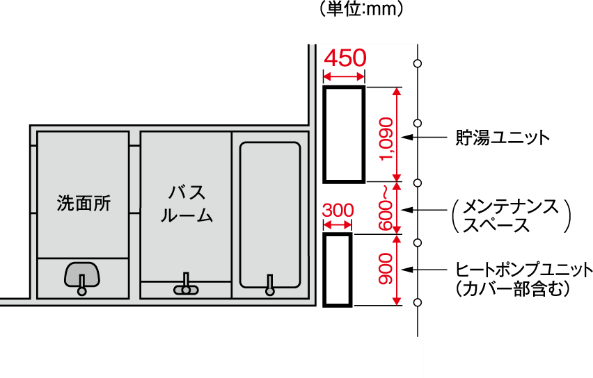 （単位:mm）
450
1,090
貯湯ユニット
洗面所
バス
ルーム
600〜
メンテナンス
スペース
300
900
ヒートポンプユニット
（カバー部含む）